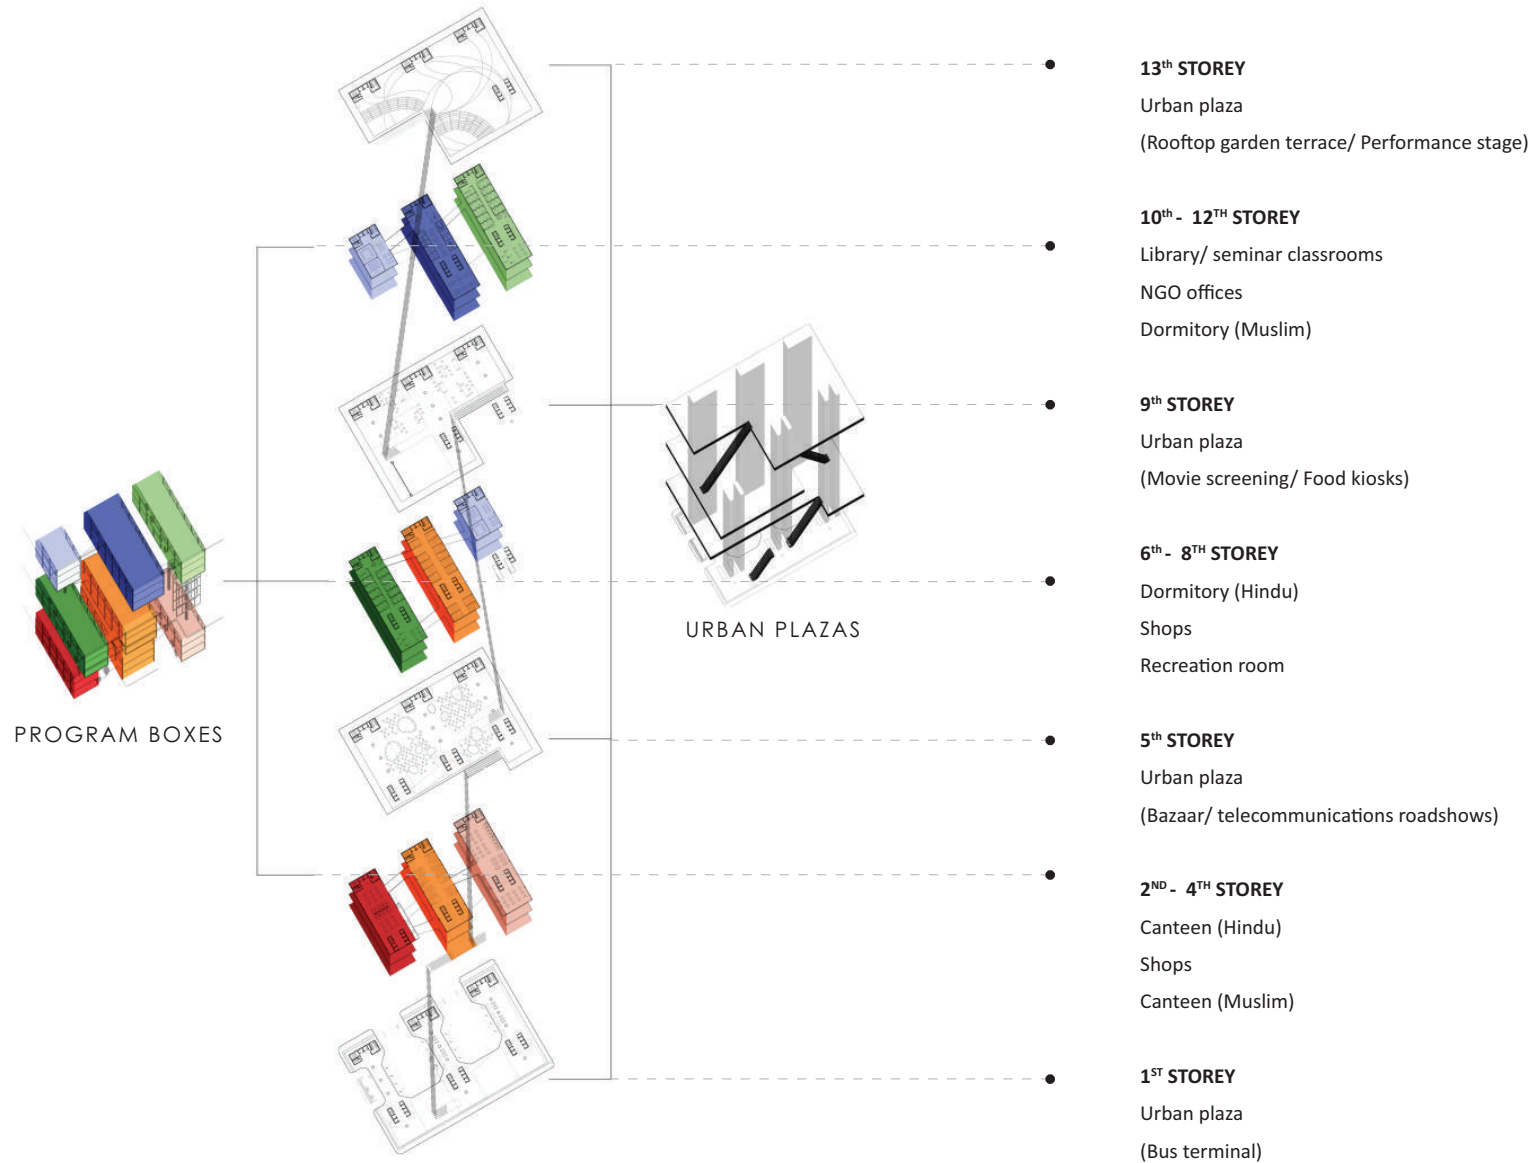 13th STOREY
Urban plaza
(Rooftop garden terrace/ Performance stage)
10th - 12TH STOREY
Library/ seminar classrooms
NGO offices
Dormitory (Muslim)
9th STOREY
Urban plaza
(Movie screening/ Food kiosks)
6th - 8TH STOREY
Dormitory (Hindu)
Shops
Recreation room
URBAN PLAZAS
PROGRAM BOXES
5th STOREY
Urban plaza
(Bazaar/ telecommunications roadshows)
2ND - 4TH STOREY
Canteen (Hindu)
Shops
Canteen (Muslim)
1ST STOREY
Urban plaza
(Bus terminal)